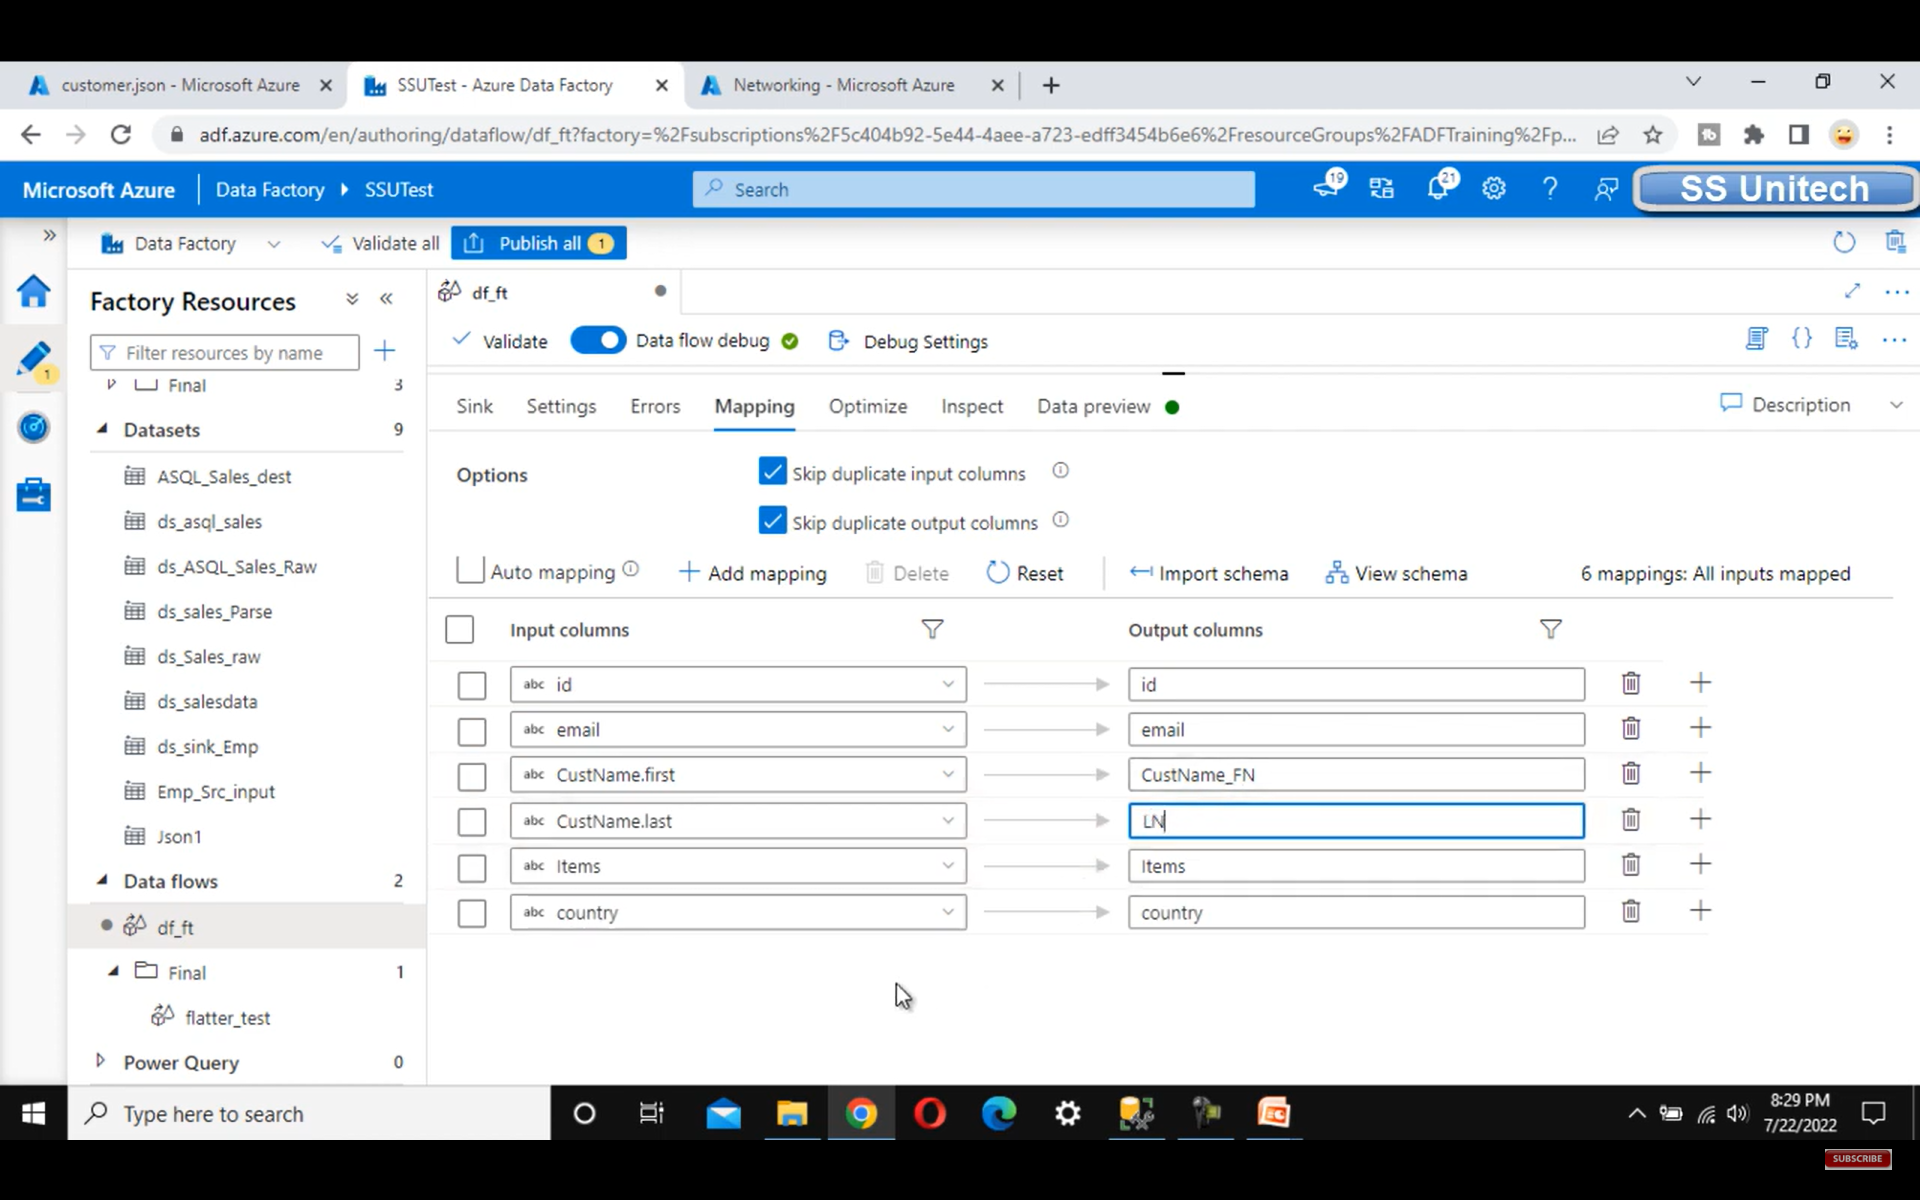 customer.json - Microsoft Azure
SSUTest - Azure Data Factory
Networking - Microsoft Azure
adf.azure.com/en/authoring/dataflow/df_ft?factory=%2Fsubscriptions%2F5c404b92-5e44-4aee-a723-edff3454b6e6%2FresourceGroups%2FADFTraining%2Fp...
Microsoft Azure
Data Factory
SSUTest
Search
19
21
SS Unitech
Data Factory
Validate all
Publish all 1
Factory Resources
df_ft
Filter resources by name
1
Validate
Data flow debug
Debug Settings
Final 3
Datasets 9
ASQL_Sales_dest
ds_asql_sales
ds_ASQL_Sales_Raw
ds_sales_Parse
ds_Sales_raw
ds_salesdata
ds_sink_Emp
Emp_Src_input
Json1
Data flows 2
df_ft
Final 1
flatter_test
Power Query 0
Sink Settings Errors Mapping Optimize Inspect Data preview
Description
Options
Skip duplicate input columns
Skip duplicate output columns
Auto mapping
Add mapping
Delete
Reset
Import schema
View schema
6 mappings: All inputs mapped
Input columns Output columns
abc id id
abc email email
abc CustName.first CustName_FN
abc CustName.last LN
abc Items Items
abc country country
Type here to search
8:29 PM
7/22/2022
SUBSCRIBE